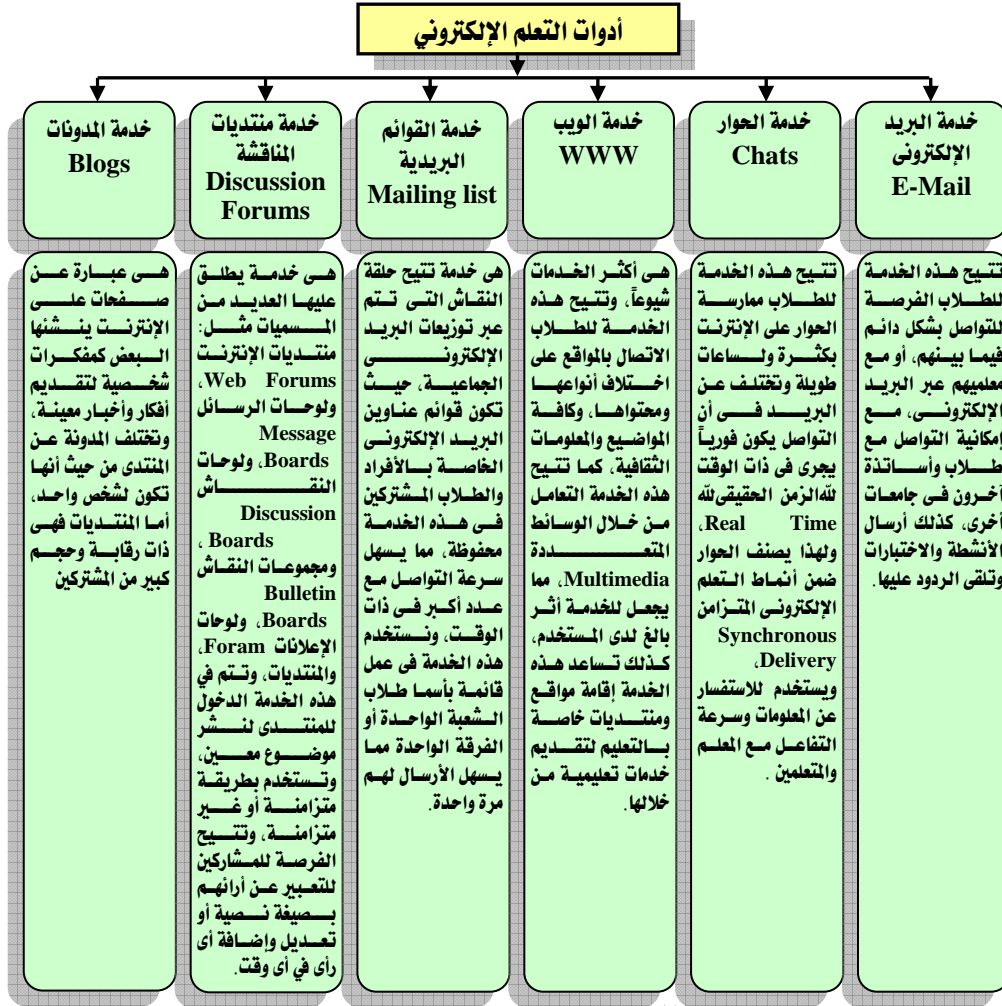 أدوات التعلم الإلكتروني
خدمة البريد
الإلكترونى
E-Mail
تتيح هذه الخدمة
للطلاب الفرصة
للتواصل بشكل دائم
فيما بينهم، أو مع
معلميهم عبر البريد
الإلكترونى، مع
إمكانية التواصل مع
طلاب وأساتذة
آخرون فى جامعات
أخرى، كذلك أرسال
الأنشطة والاختبارات
وتلقى الردود عليها.
خدمة الحوار
Chats
تتيح هذه الخدمة
للطلاب ممارسة
الحوار على الإنترنت
بكثرة ولساعات
طويلة وتختلف عن
البريد فى أن
التواصل يكون فورياً
يجرى فى ذات الوقت
للهالزمن الحقيقىلله
Real Time،
ولهذا يصنف الحوار
ضمن أنماط التعلم
الإلكترونى المتزامن
Synchronous
Delivery،
ويستخدم للاستفسار
عن المعلومات وسرعة
التفاعل مع المعلم
والمتعلمين .
خدمة الويب
WWW
هى أكثر الخدمات
شيوعاً، وتتيح هذه
الخدمة للطلاب
الاتصال بالمواقع على
اختلاف أنواعها
ومحتواها، وكافة
المواضيع والمعلومات
الثقافية، كما تتيح
هذه الخدمة التعامل
من خلال الوسائط
المتعددة
Multimedia، مما
يجعل للخدمة أثر
بالغ لدى المستخدم،
كذلك تساعد هذه
الخدمة إقامة مواقع
ومنتديات خاصة
بالتعليم لتقديم
خدمات تعليمية من
خلالها.
خدمة القوائم
البريدية
Mailing list
هى خدمة تتيح حلقة
النقاش التى تتم
عبر توزيعات البريد
الإلكترونى
الجماعية، حيث
تكون قوائم عناوين
البريد الإلكترونى
الخاصة بالأفراد
والطلاب المشتركين
فى هذه الخدمة
محفوظة، مما يسهل
سرعة التواصل مع
عدد أكبر فى ذات
الوقت، ونستخدم
هذه الخدمة فى عمل
قائمة بأسما طلاب
الشعبة الواحدة أو
الفرقة الواحدة مما
يسهل الأرسال لهم
مرة واحدة.
خدمة منتديات
المناقشة
Discussion
Forums
هى خدمة يطلق
عليها العديد من
المسميات مثل:
منتديات الإنترنت
Web Forums،
ولوحات الرسائل
Message
Boards، ولوحات
النقاش
Discussion
Boards ،
ومجموعات النقاش
Bulletin
Boards، ولوحات
الإعلانات Foram،
والمنتديات، وتتم في
هذه الخدمة الدخول
للمنتدى لنشر
موضوع معين،
وتستخدم بطريقة
متزامنة أو غير
متزامنة، وتتيح
الفرصة للمشاركين
للتعبير عن أرائهم
بصيغة نصية أو
تعديل وإضافة أى
رأى في أى وقت.
خدمة المدونات
Blogs
هى عبارة عن
صفحات على
الإنترنت ينشئها
البعض كمفكرات
شخصية لتقديم
أفكار وأخبار معينة،
وتختلف المدونة عن
المنتدى من حيث أنها
تكون لشخص واحد،
أما المنتديات فهى
ذات رقابة وحجم
كبير من المشتركين